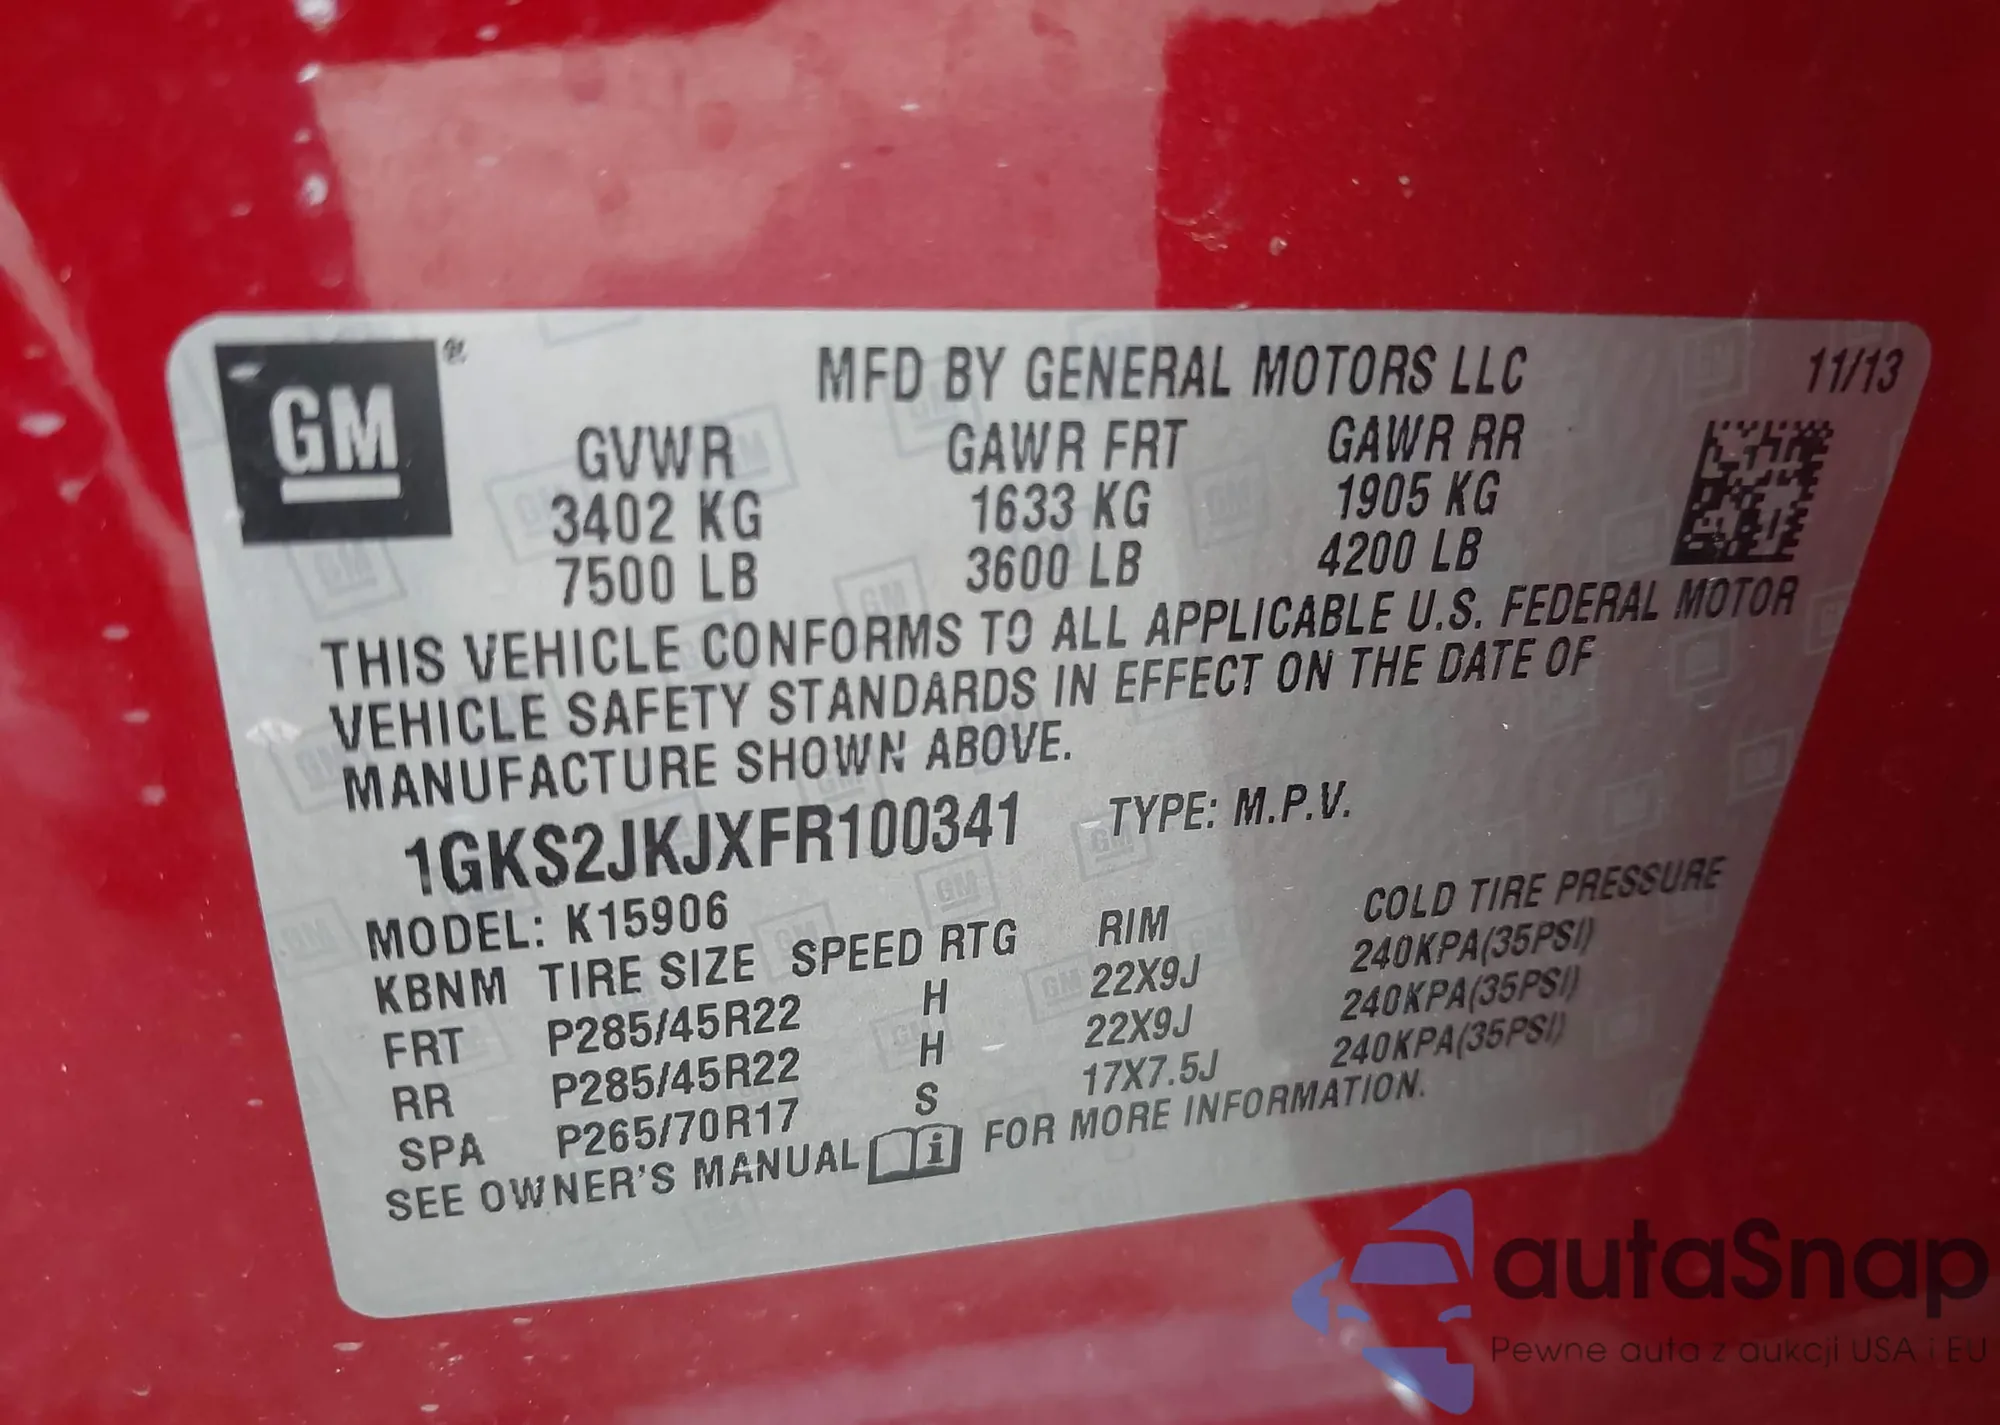 GM
MFD BY GENERAL MOTORS LLC 11/13
GVWR GAWR FRT GAWR RR
3402 KG 1633 KG 1905 KG
7500 LB 3600 LB 4200 LB
THIS VEHICLE CONFORMS TO ALL APPLICABLE U.S. FEDERAL MOTOR
VEHICLE SAFETY STANDARDS IN EFFECT ON THE DATE OF
MANUFACTURE SHOWN ABOVE.
1GKS2JKJXFR100341 TYPE: M.P.V.
MODEL: K15906
KBNM TIRE SIZE SPEED RTG RIM COLD TIRE PRESSURE
FRT P285/45R22 H 22X9J 240KPA(35PSI)
RR P285/45R22 H 22X9J 240KPA(35PSI)
SPA P265/70R17 S 17X7.5J 240KPA(35PSI)
SEE OWNER'S MANUAL FOR MORE INFORMATION.
autaSnap
Pewne auta z aukcji USA i EU